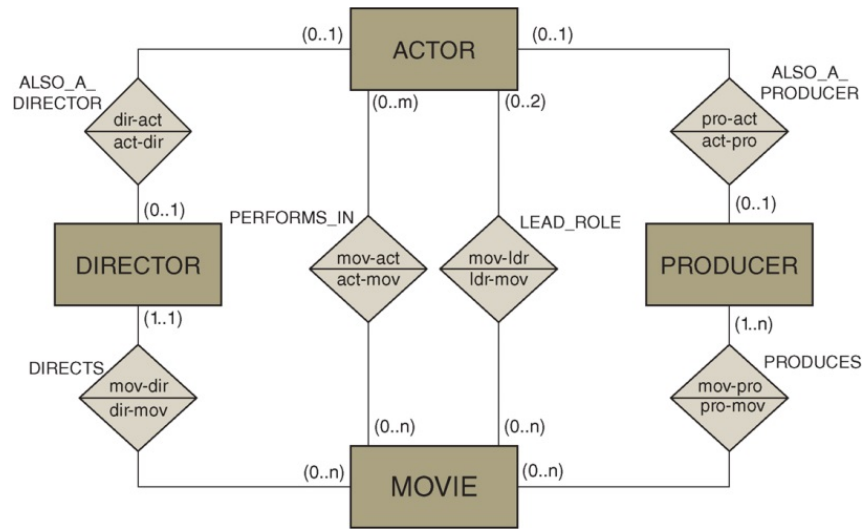 (0..1)
ACTOR
(0..1)
ALSO_A_
DIRECTOR
ALSO_A_
PRODUCER
dir-act
act-dir
(0..m)
(0..2)
pro-act
act-pro
(0..1)
PERFORMS_IN
LEAD_ROLE
(0..1)
DIRECTOR
mov-act
act-mov
mov-ldr
ldr-mov
PRODUCER
(1..1)
(1..n)
DIRECTS
PRODUCES
mov-dir
dir-mov
mov-pro
pro-mov
(0..n)
(0..n)
(0..n)
MOVIE
(0..n)